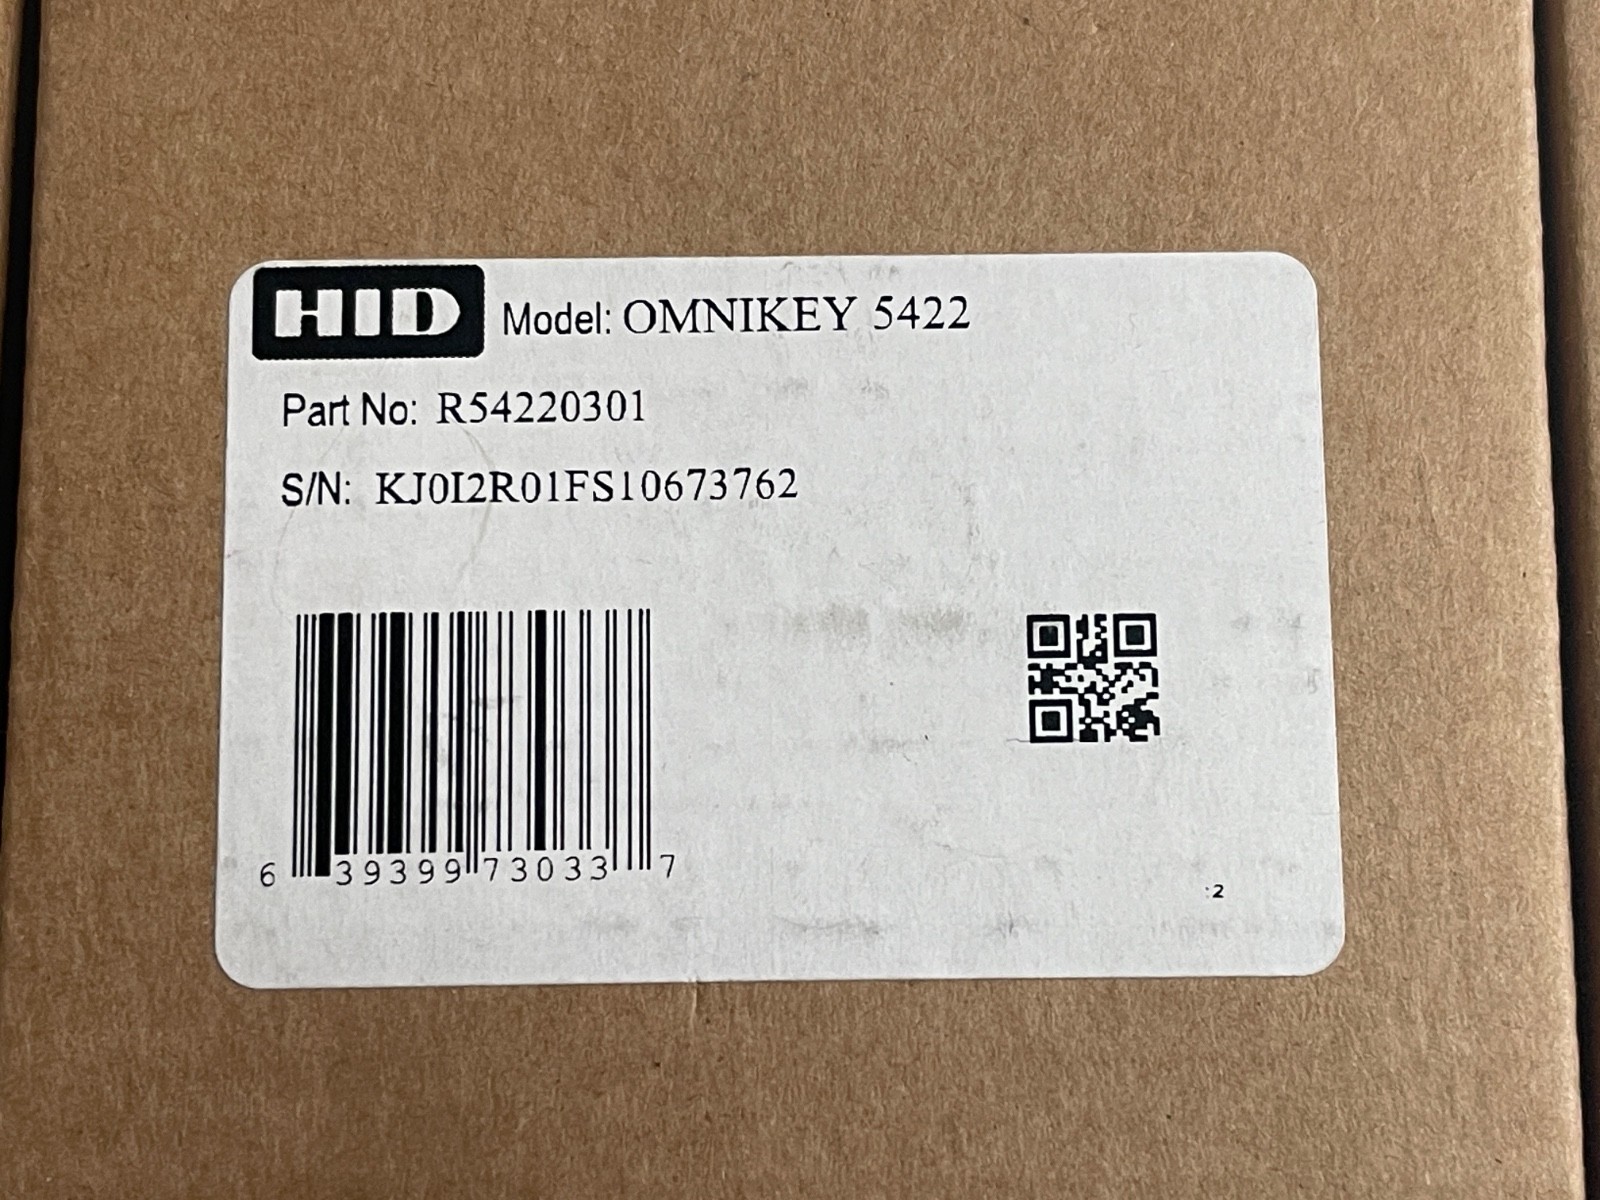 HID Model: OMNIKEY 5422
Part No: R54220301
S/N: KJ0I2R01FS10673762
6 39399 73033 7
2